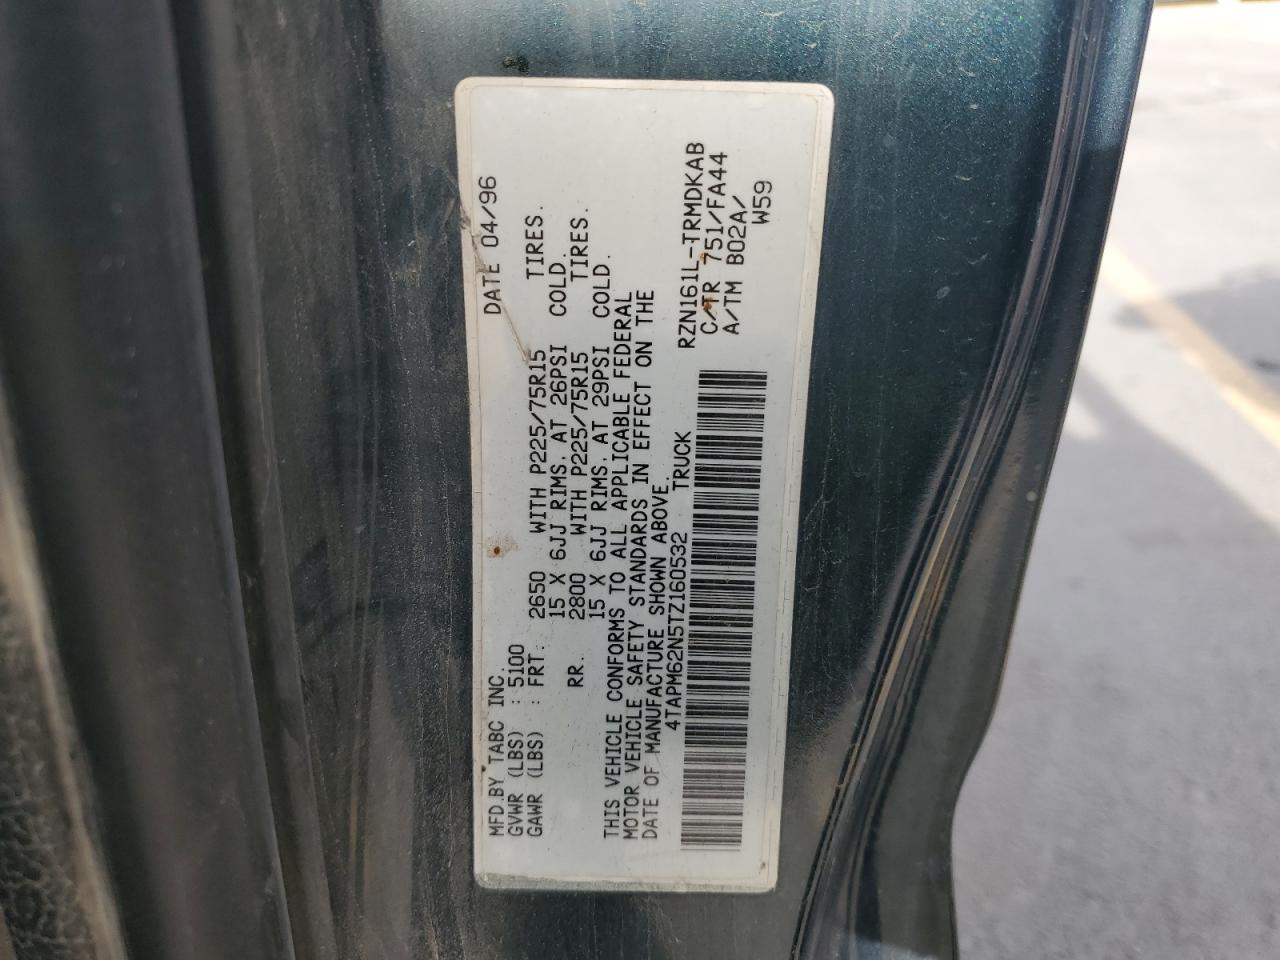 MFD.BY TABC INC. DATE 04/96
GVWR (LBS) : 5100
GAWR (LBS) : FRT. 2650 WITH P225/75R15 TIRES.
15 X 6JJ RIMS. AT 26PSI COLD.
RR. 2800 WITH P225/75R15 TIRES.
15 X 6JJ RIMS. AT 29PSI COLD.
THIS VEHICLE CONFORMS TO ALL APPLICABLE FEDERAL
MOTOR VEHICLE SAFETY STANDARDS IN EFFECT ON THE
DATE OF MANUFACTURE SHOWN ABOVE.
4TAPM62N5TZ160532 TRUCK
RZN161L-TRMDKAB
C/TR 751/FA44
A/TM B02A/
W59